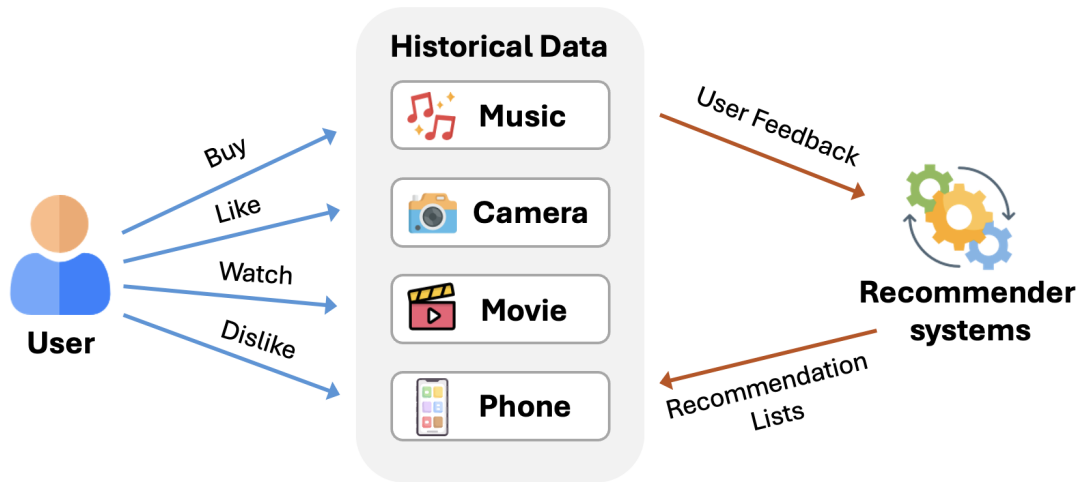 Historical Data
Music
Camera
Movie
Phone
Buy
Like
Watch
Dislike
User
User Feedback
Recommender
systems
Recommendation
Lists